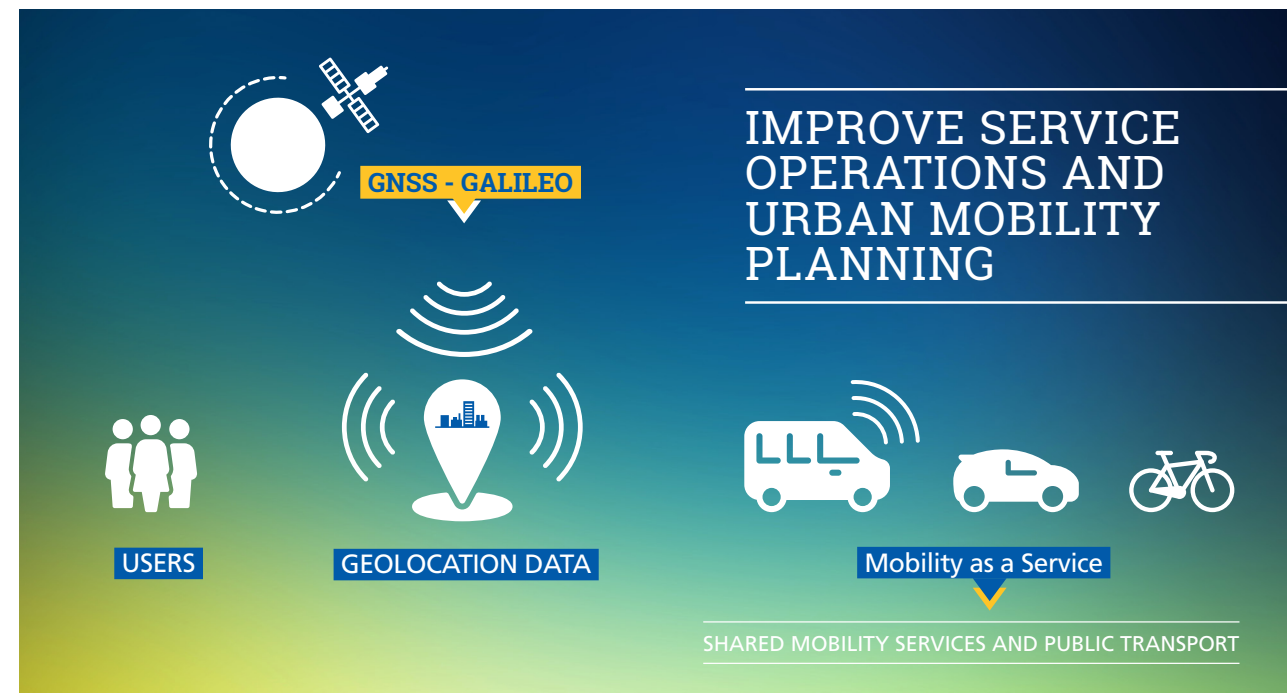 GNSS - GALILEO
IMPROVE SERVICE
OPERATIONS AND
URBAN MOBILITY
PLANNING
USERS
GEOLOCATION DATA
Mobility as a Service
SHARED MOBILITY SERVICES AND PUBLIC TRANSPORT